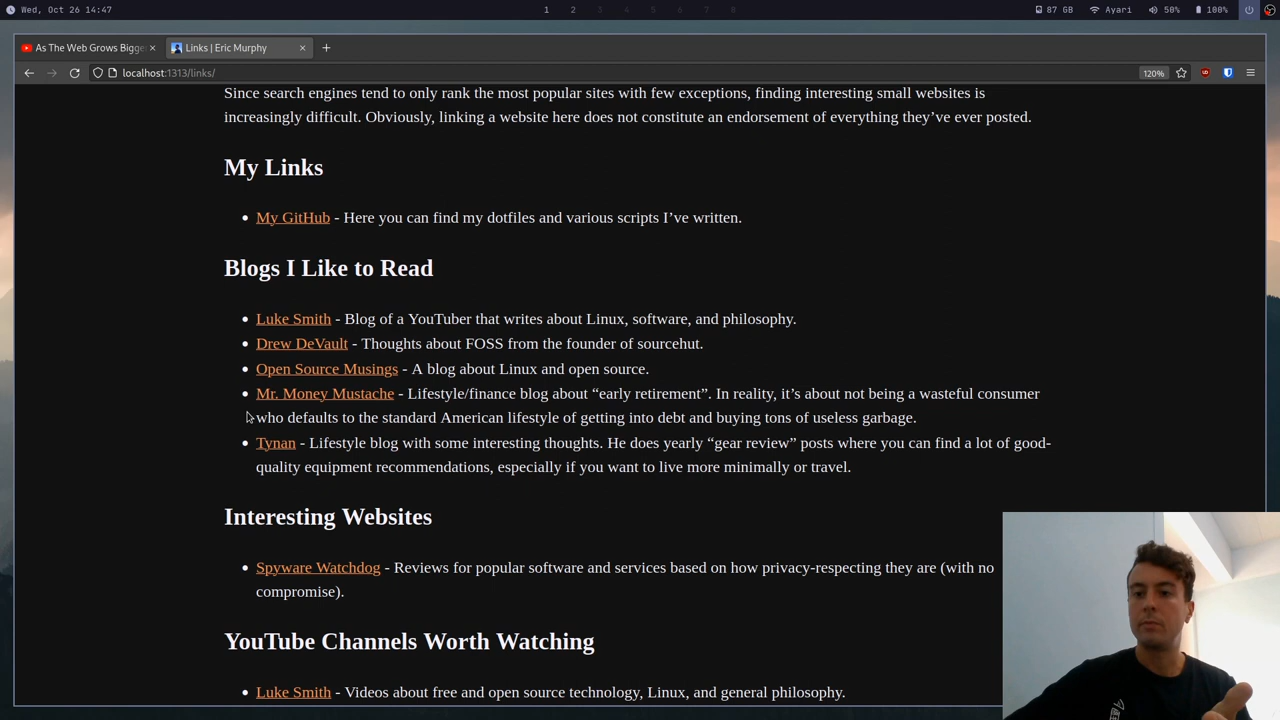 Wed, Oct 26 14:47
1 2 3 4 5 6 7 8
87 GB Ayari 50% 100%
As The Web Grows Bigge
Links | Eric Murphy
localhost:1313/links/
120%
Since search engines tend to only rank the most popular sites with few exceptions, finding interesting small websites is
increasingly difficult. Obviously, linking a website here does not constitute an endorsement of everything they’ve ever posted.
My Links
My GitHub - Here you can find my dotfiles and various scripts I’ve written.
Blogs I Like to Read
Luke Smith - Blog of a YouTuber that writes about Linux, software, and philosophy.
Drew DeVault - Thoughts about FOSS from the founder of sourcehut.
Open Source Musings - A blog about Linux and open source.
Mr. Money Mustache - Lifestyle/finance blog about “early retirement”. In reality, it’s about not being a wasteful consumer
who defaults to the standard American lifestyle of getting into debt and buying tons of useless garbage.
Tynan - Lifestyle blog with some interesting thoughts. He does yearly “gear review” posts where you can find a lot of good-
quality equipment recommendations, especially if you want to live more minimally or travel.
Interesting Websites
Spyware Watchdog - Reviews for popular software and services based on how privacy-respecting they are (with no
compromise).
YouTube Channels Worth Watching
Luke Smith - Videos about free and open source technology, Linux, and general philosophy.